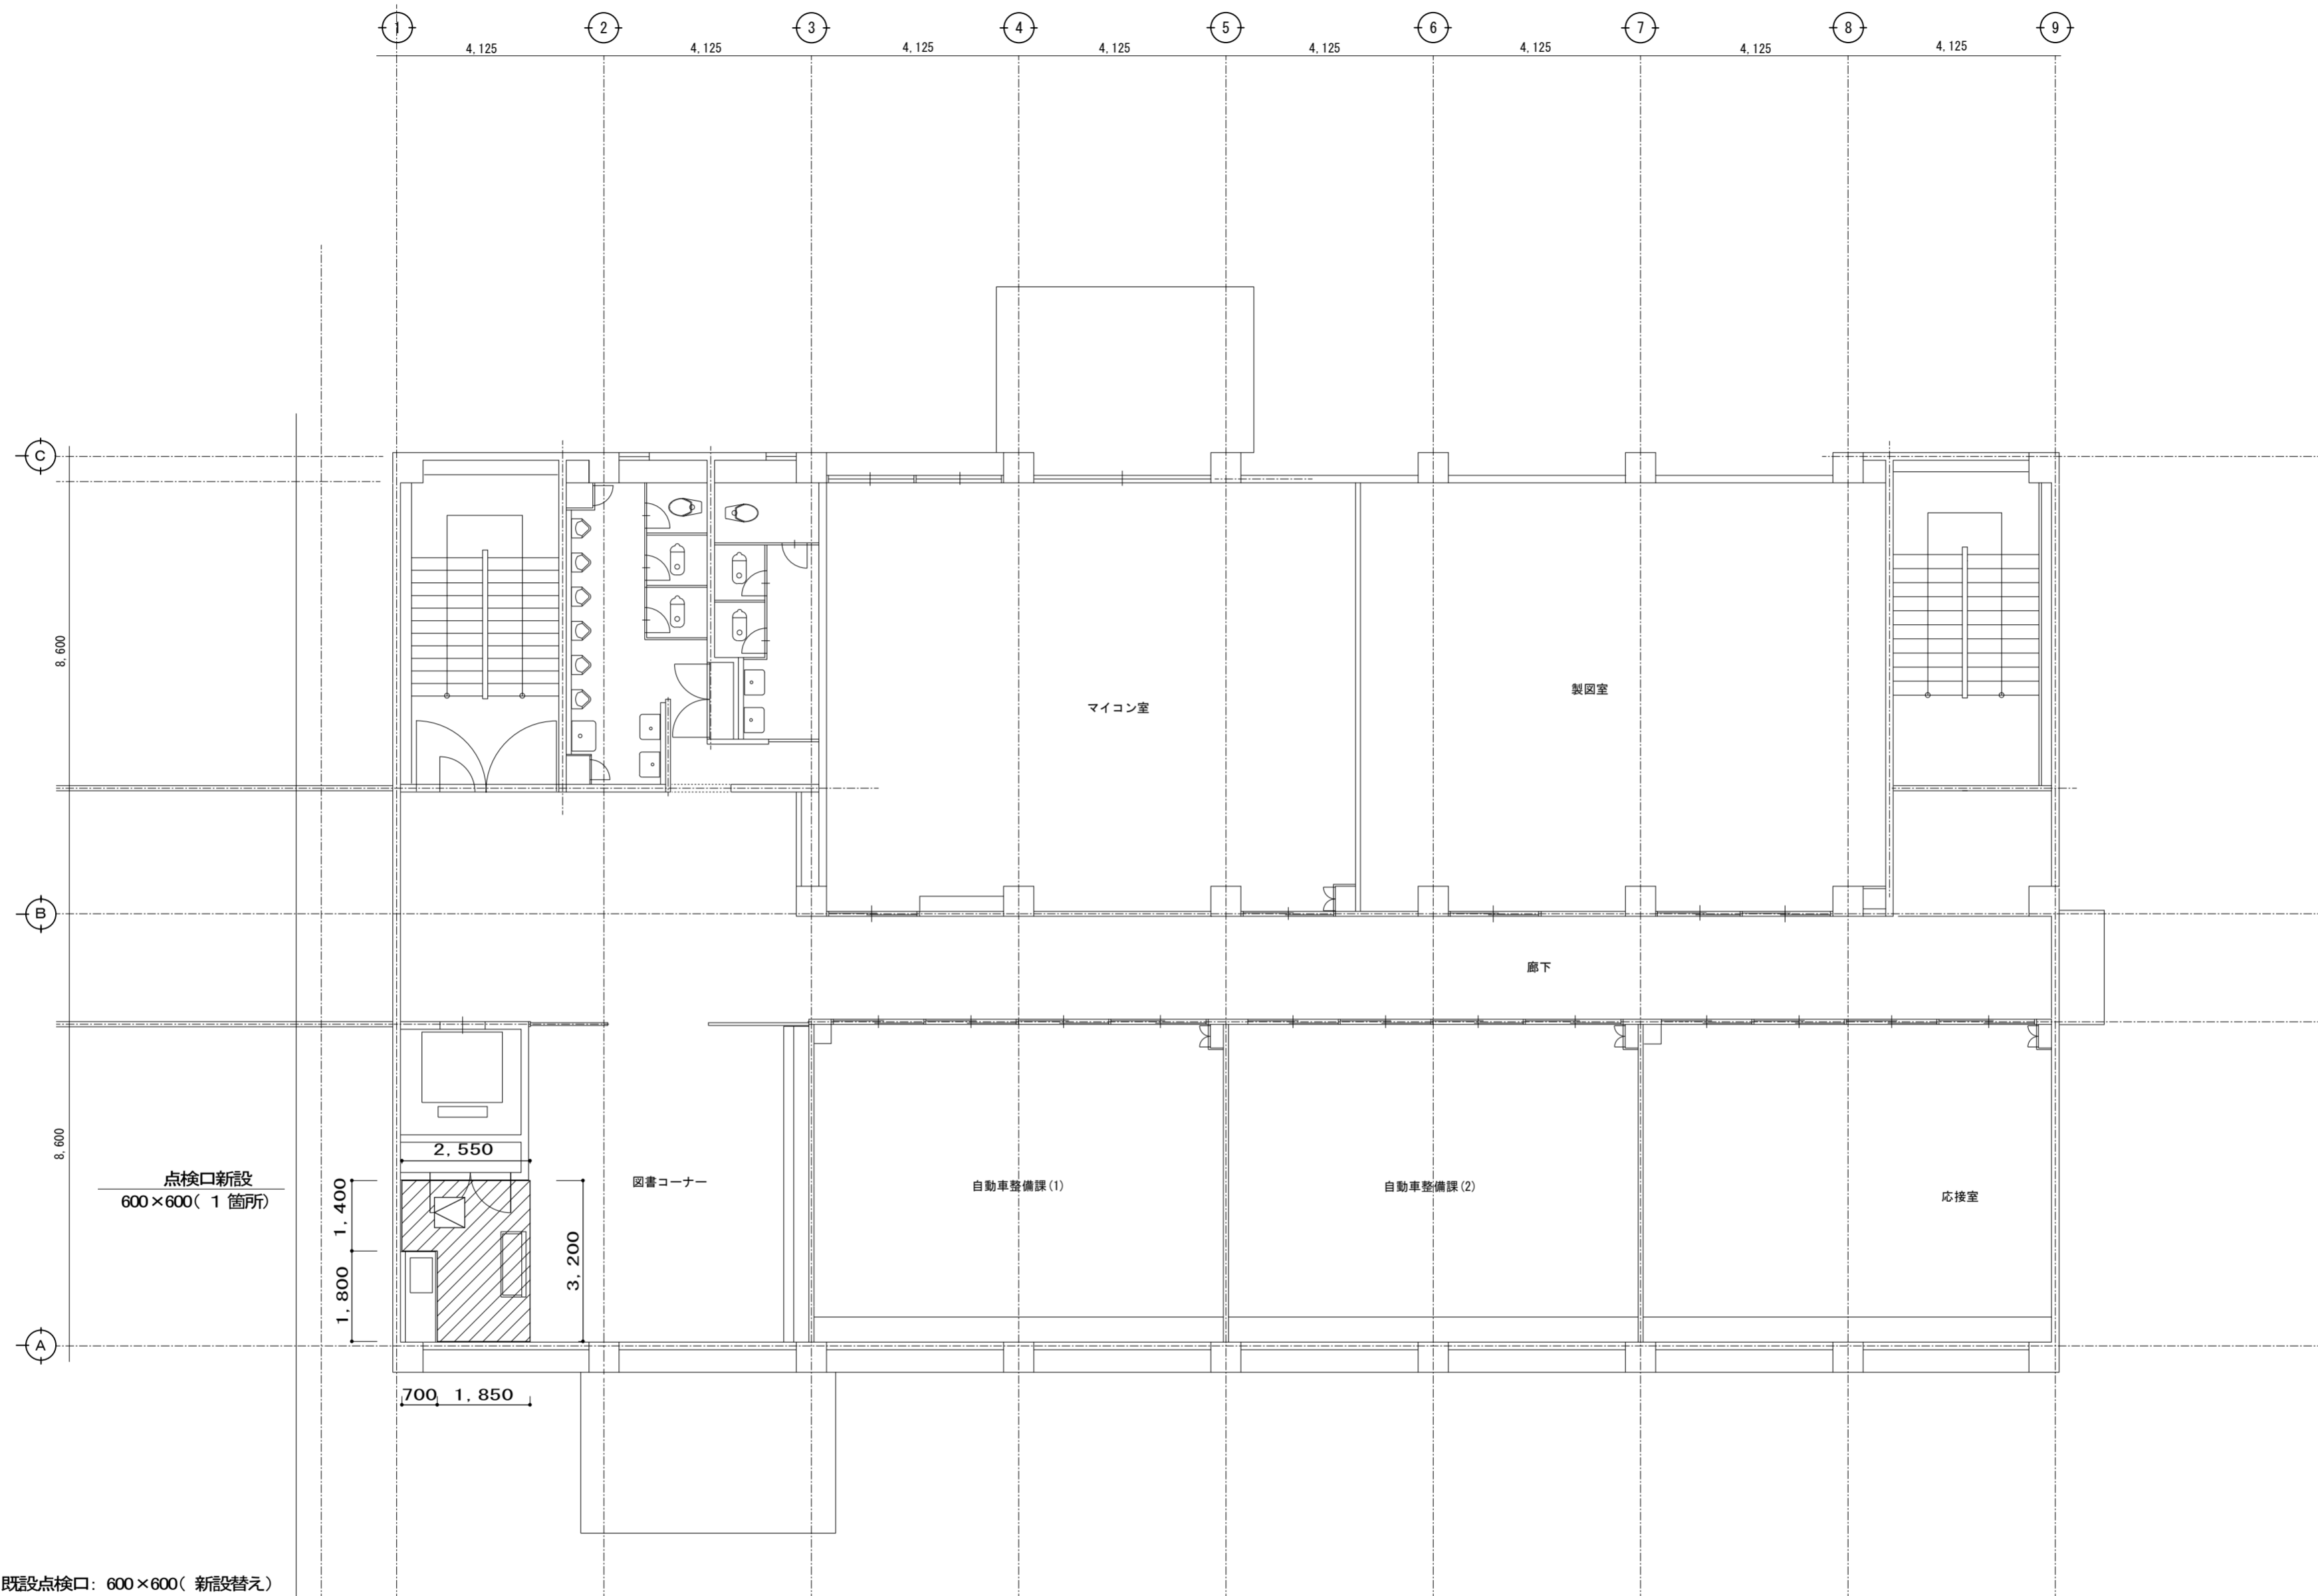 1 2 3 4 5 6 7 8 9
4,125 4,125 4,125 4,125 4,125 4,125 4,125 4,125
C
8,600
マイコン室
製図室
B
廊下
8,600
2,550
点検口新設
600×600( 1 箇所)
1,400
図書コーナー
自動車整備課(1)
自動車整備課(2)
応接室
3,200
1,800
A
700 1,850
既設点検口: 600×600( 新設替え)